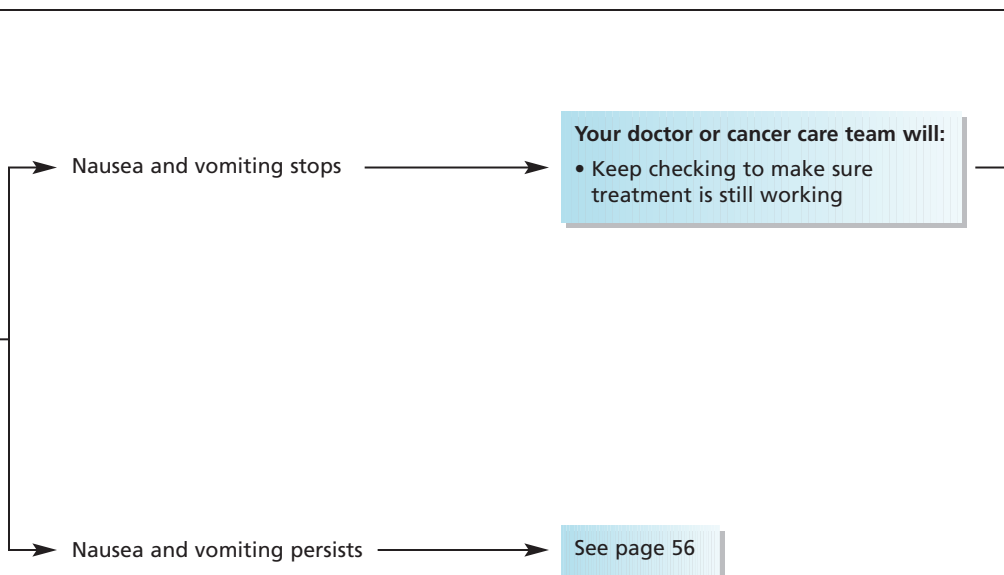 Your doctor or cancer care team will:
Nausea and vomiting stops
• Keep checking to make sure
treatment is still working
Nausea and vomiting persists
See page 56